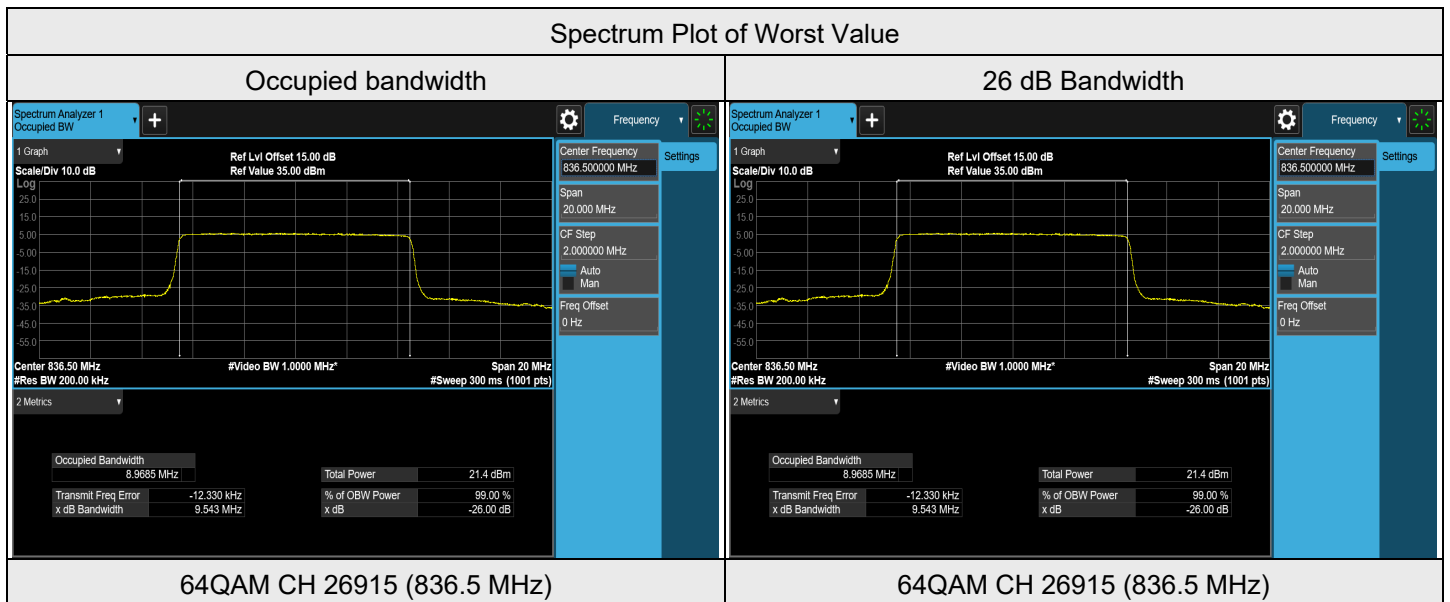 Spectrum Plot of Worst Value
Occupied bandwidth
26 dB Bandwidth
Spectrum Analyzer 1
Occupied BW
+
Frequency
1 Graph
Scale/Div 10.0 dB
Ref Lvl Offset 15.00 dB
Ref Value 35.00 dBm
Log
25.0
15.0
5.00
-5.00
-15.0
-25.0
-35.0
-45.0
-55.0
Center 836.50 MHz
#Video BW 1.0000 MHz*
Span 20 MHz
#Res BW 200.00 kHz
#Sweep 300 ms (1001 pts)
Center Frequency
836.500000 MHz
Settings
Span
20.000 MHz
CF Step
2.000000 MHz
Auto
Man
Freq Offset
0 Hz
2 Metrics
Occupied Bandwidth
8.9685 MHz
Total Power 21.4 dBm
Transmit Freq Error -12.330 kHz
% of OBW Power 99.00 %
x dB Bandwidth 9.543 MHz
x dB -26.00 dB
Spectrum Analyzer 1
Occupied BW
+
Frequency
1 Graph
Scale/Div 10.0 dB
Ref Lvl Offset 15.00 dB
Ref Value 35.00 dBm
Log
25.0
15.0
5.00
-5.00
-15.0
-25.0
-35.0
-45.0
-55.0
Center 836.50 MHz
#Video BW 1.0000 MHz*
Span 20 MHz
#Res BW 200.00 kHz
#Sweep 300 ms (1001 pts)
Center Frequency
836.500000 MHz
Settings
Span
20.000 MHz
CF Step
2.000000 MHz
Auto
Man
Freq Offset
0 Hz
2 Metrics
Occupied Bandwidth
8.9685 MHz
Total Power 21.4 dBm
Transmit Freq Error -12.330 kHz
% of OBW Power 99.00 %
x dB Bandwidth 9.543 MHz
x dB -26.00 dB
64QAM CH 26915 (836.5 MHz)
64QAM CH 26915 (836.5 MHz)